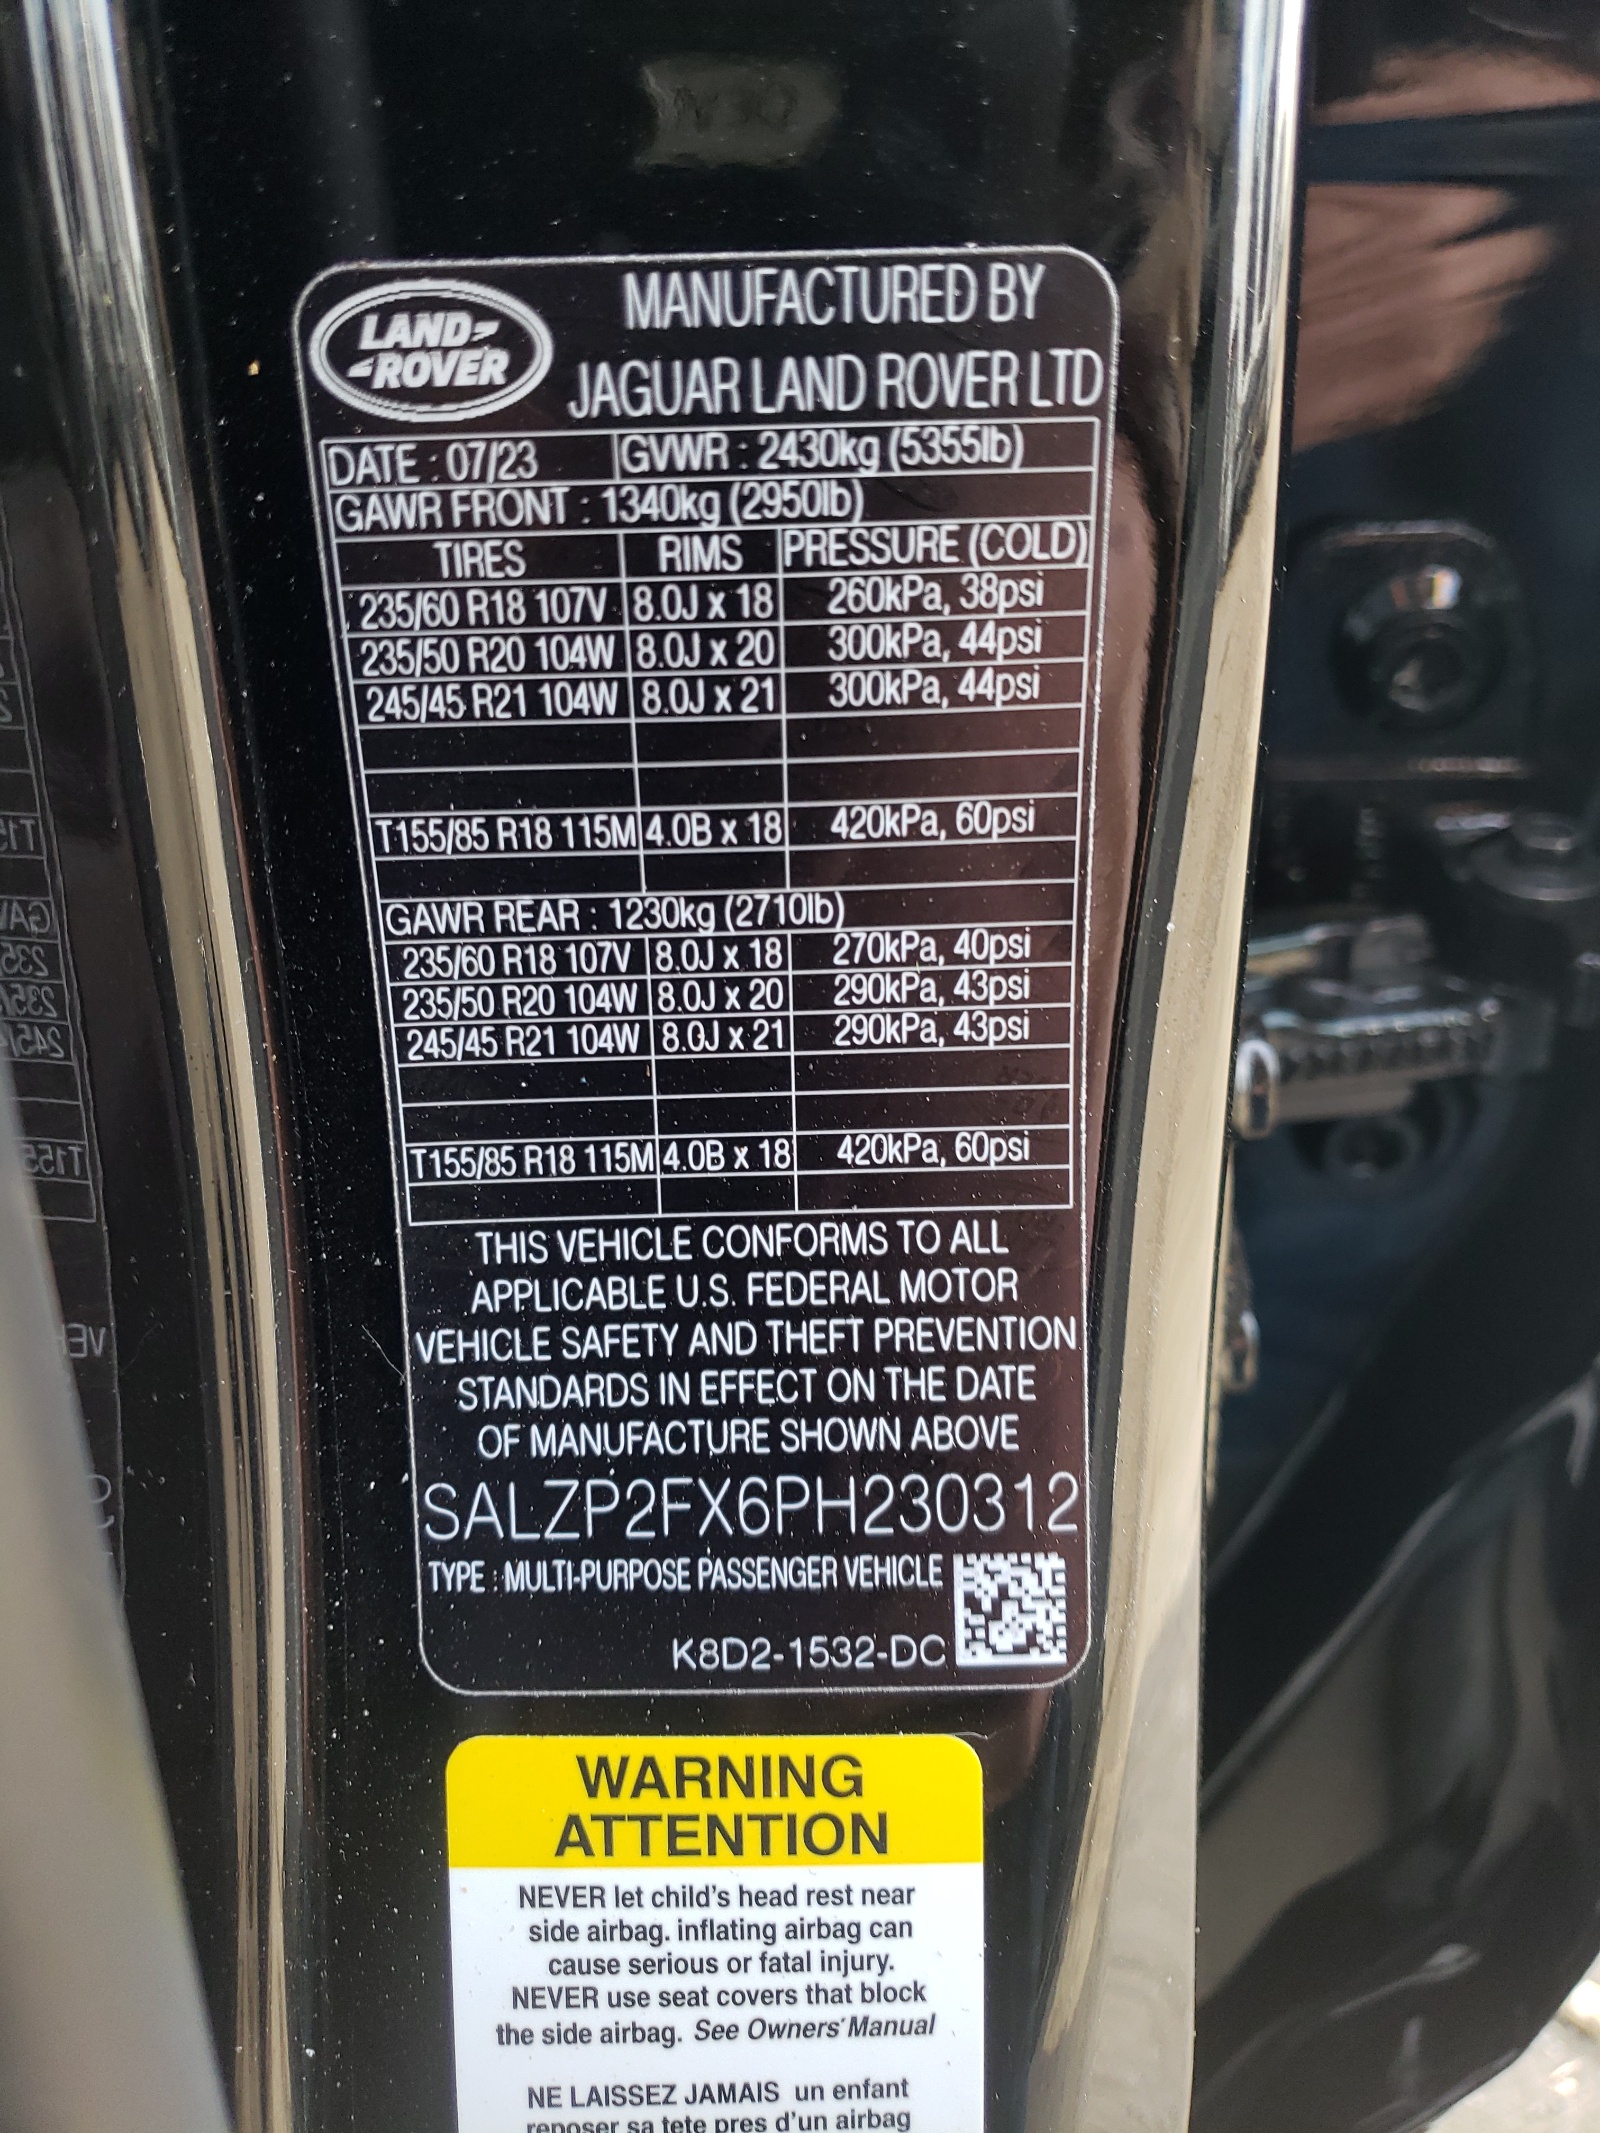 LAND-
-ROVER
MANUFACTURED BY
JAGUAR LAND ROVER LTD
DATE : 07/23 GVWR : 2430kg (5355lb)
GAWR FRONT : 1340kg (2950lb)
TIRES RIMS PRESSURE (COLD)
235/60 R18 107V 8.0J x 18 260kPa, 38psi
235/50 R20 104W 8.0J x 20 300kPa, 44psi
245/45 R21 104W 8.0J x 21 300kPa, 44psi
T155/85 R18 115M 4.0B x 18 420kPa, 60psi
GAWR REAR : 1230kg (2710lb)
235/60 R18 107V 8.0J x 18 270kPa, 40psi
235/50 R20 104W 8.0J x 20 290kPa, 43psi
245/45 R21 104W 8.0J x 21 290kPa, 43psi
T155/85 R18 115M 4.0B x 18 420kPa, 60psi
THIS VEHICLE CONFORMS TO ALL
APPLICABLE U.S. FEDERAL MOTOR
VEHICLE SAFETY AND THEFT PREVENTION
STANDARDS IN EFFECT ON THE DATE
OF MANUFACTURE SHOWN ABOVE
SALZP2FX6PH230312
TYPE : MULTI-PURPOSE PASSENGER VEHICLE
K8D2-1532-DC
WARNING
ATTENTION
NEVER let child's head rest near
side airbag. inflating airbag can
cause serious or fatal injury.
NEVER use seat covers that block
the side airbag. See Owners' Manual
NE LAISSEZ JAMAIS un enfant
reposer sa tete pres d'un airbag